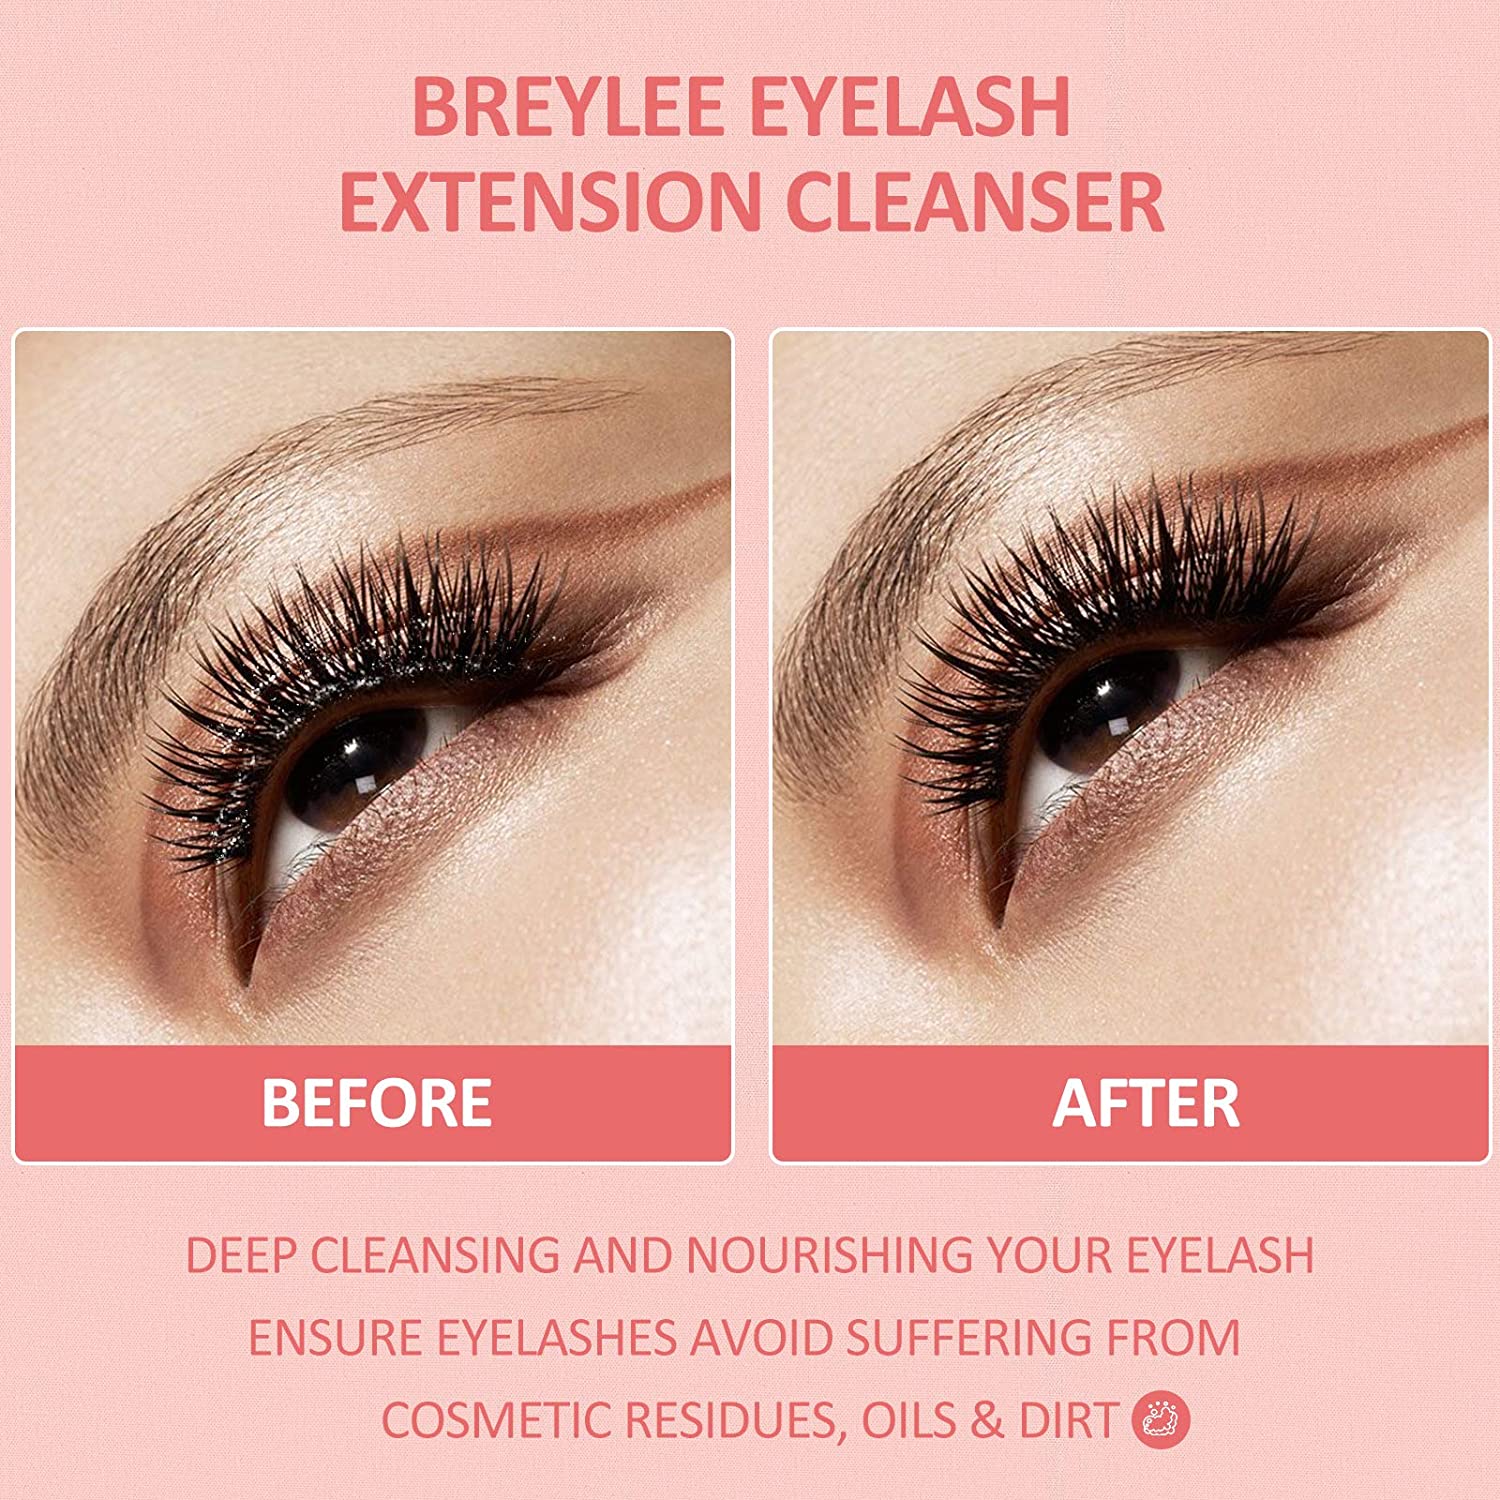 BREYLEE EYELASH
EXTENSION CLEANSER
BEFORE
AFTER
DEEP CLEANSING AND NOURISHING YOUR EYELASH
ENSURE EYELASHES AVOID SUFFERING FROM
COSMETIC RESIDUES, OILS & DIRT